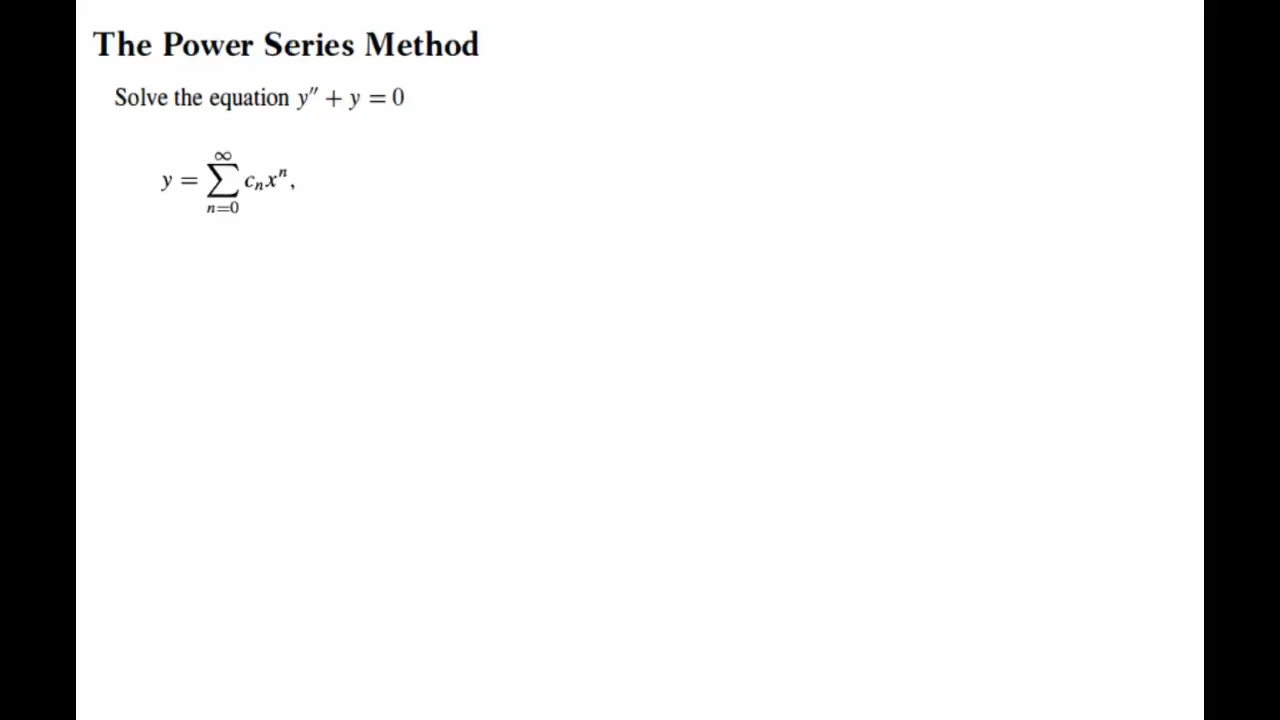 The Power Series Method
Solve the equation y″ + y = 0
y = ∑_{n=0}^{∞} c_n x^n,